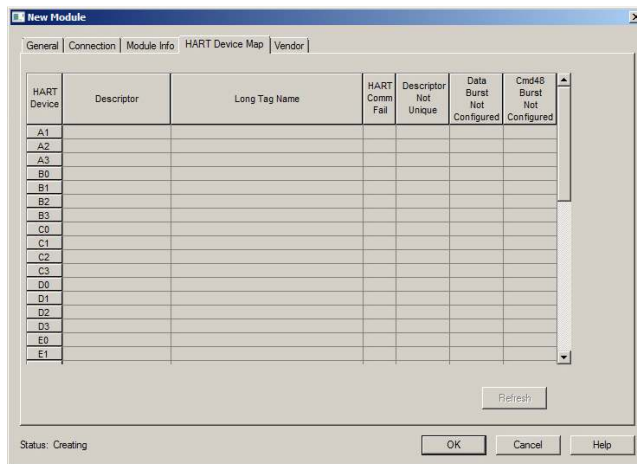 New Module
General Connection Module Info HART Device Map Vendor
HART Device
Descriptor
Long Tag Name
HART Comm Fail
Descriptor Not Unique
Data Burst Not Configured
Cmd48 Burst Not Configured
A1
A2
A3
B0
B1
B2
B3
C0
C1
C2
C3
D0
D1
D2
D3
E0
E1
Refresh
Status: Creating
OK Cancel Help